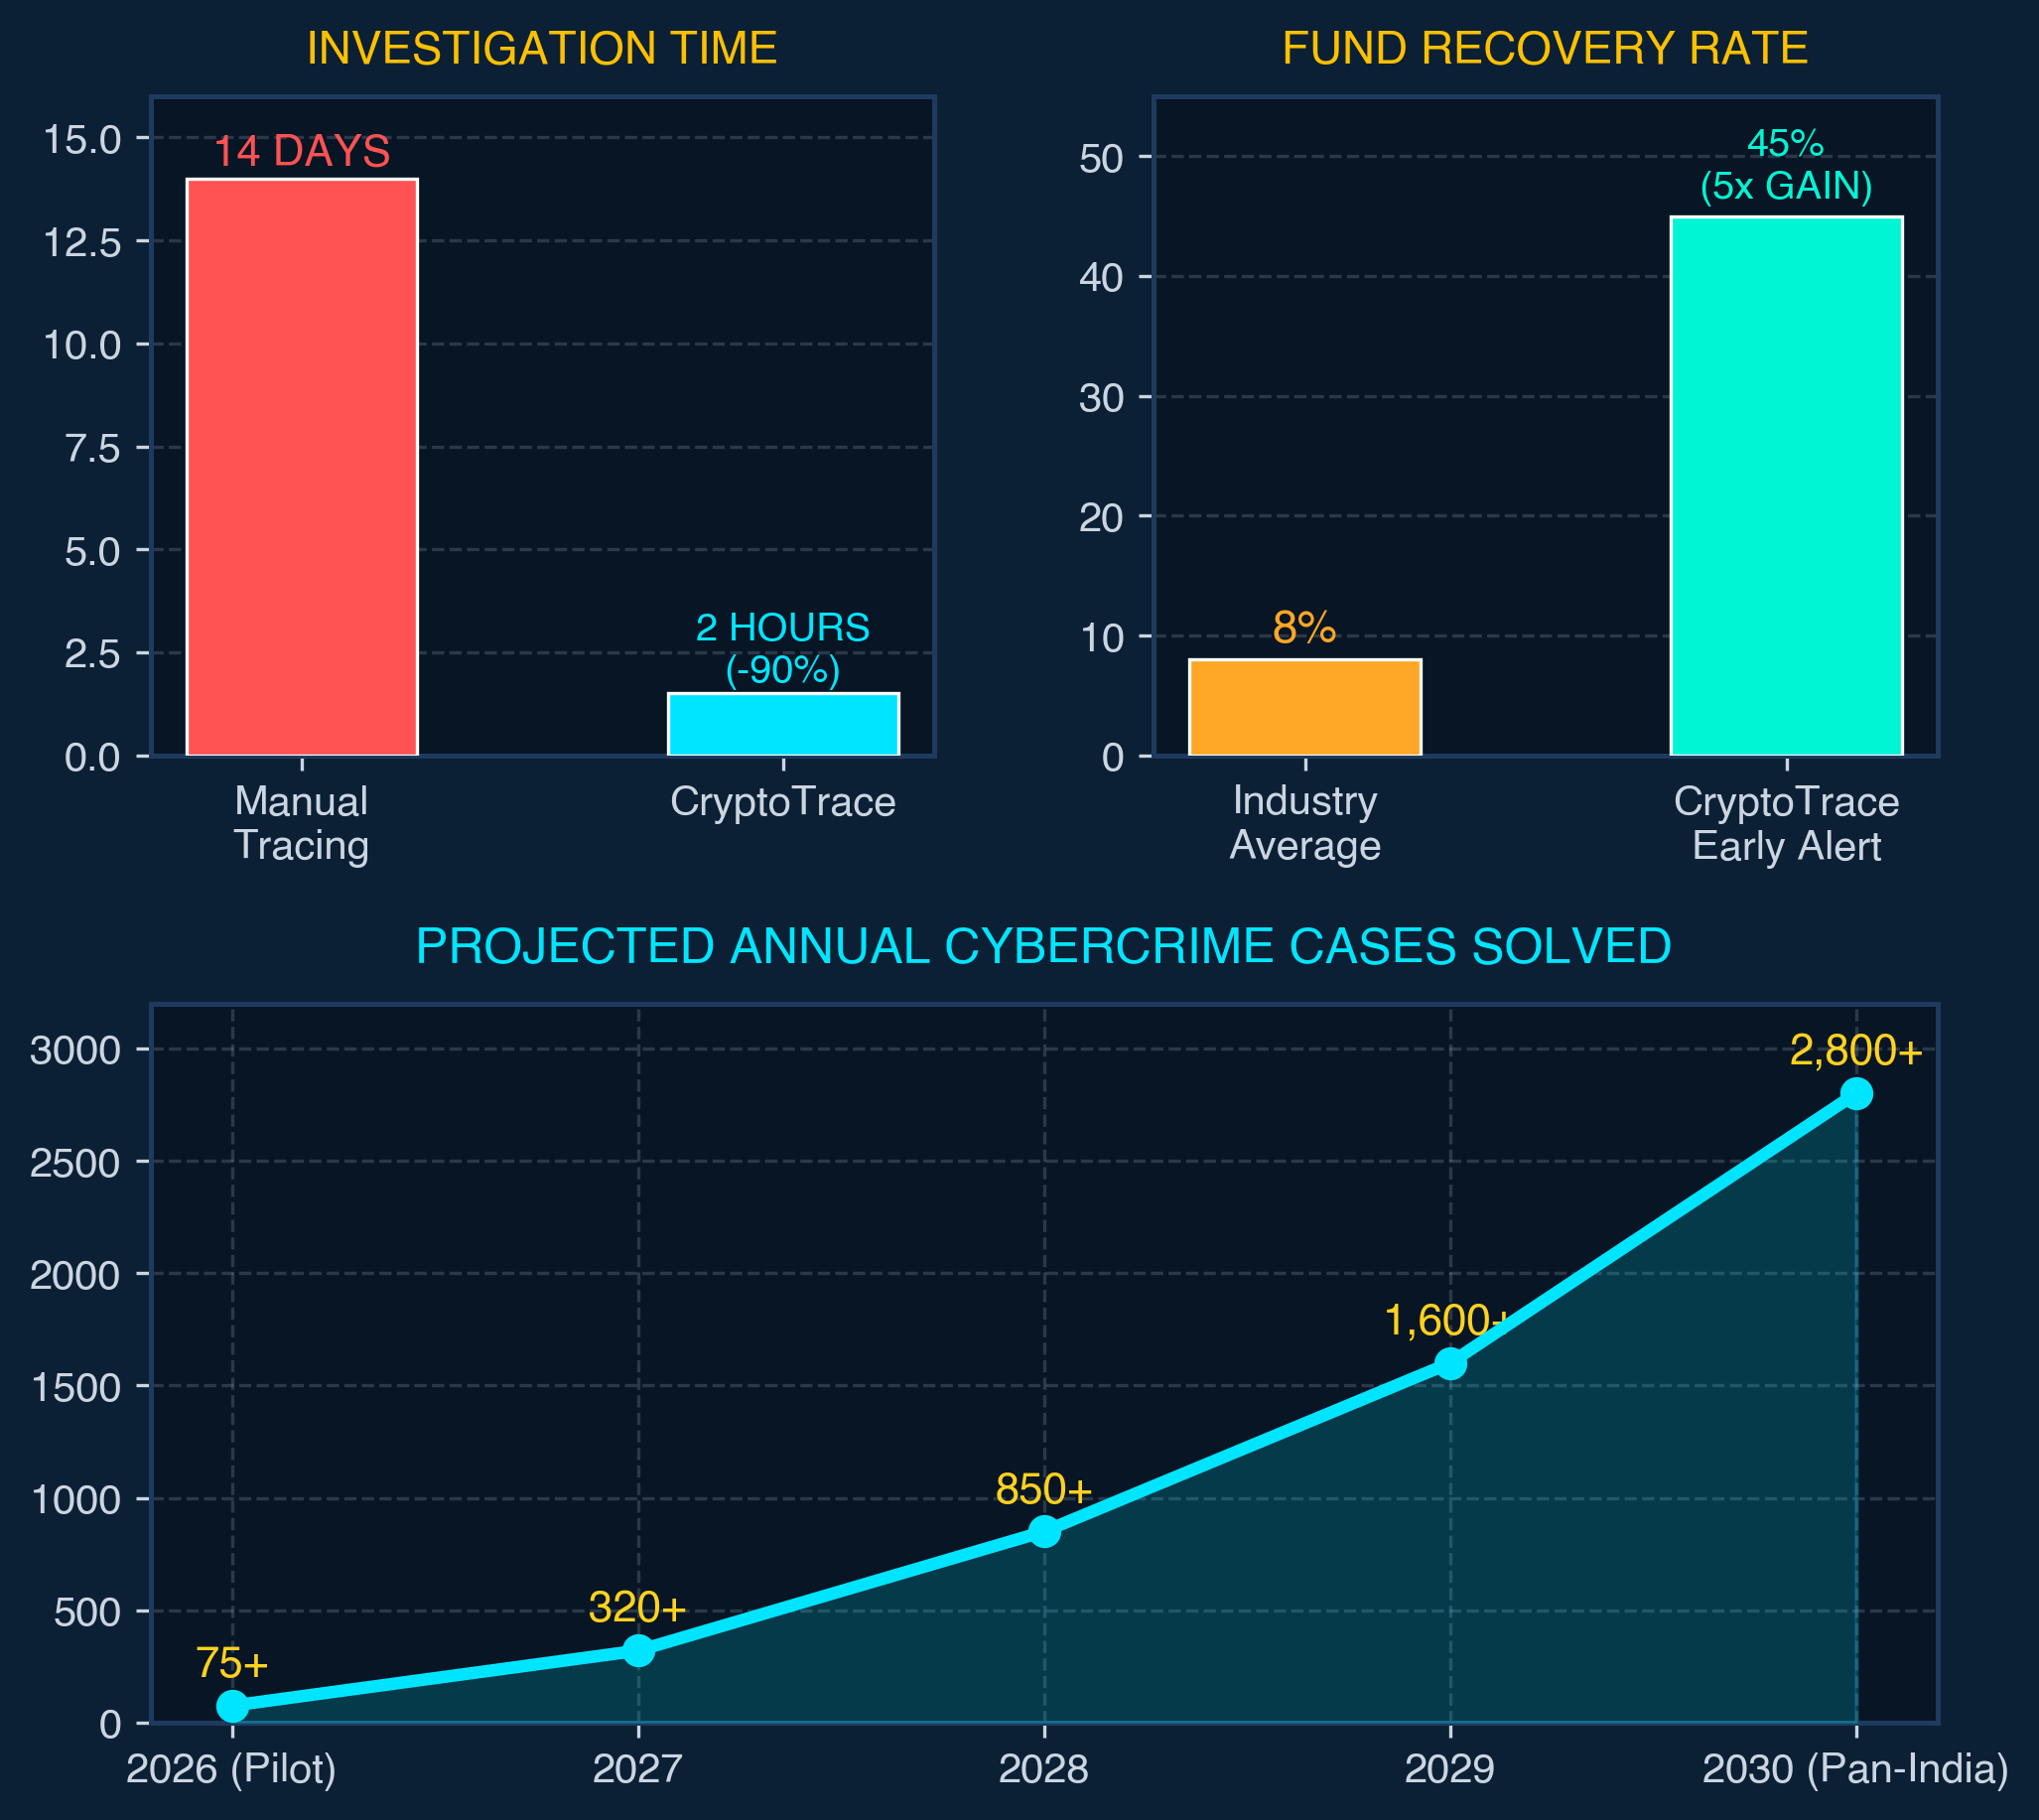 INVESTIGATION TIME
15.0
12.5
10.0
7.5
5.0
2.5
0.0
14 DAYS
2 HOURS
(-90%)
Manual
Tracing
CryptoTrace
FUND RECOVERY RATE
50
40
30
20
10
0
8%
45%
(5x GAIN)
Industry
Average
CryptoTrace
Early Alert
PROJECTED ANNUAL CYBERCRIME CASES SOLVED
3000
2500
2000
1500
1000
500
0
75+
320+
850+
1,600+
2,800+
2026 (Pilot)
2027
2028
2029
2030 (Pan-India)